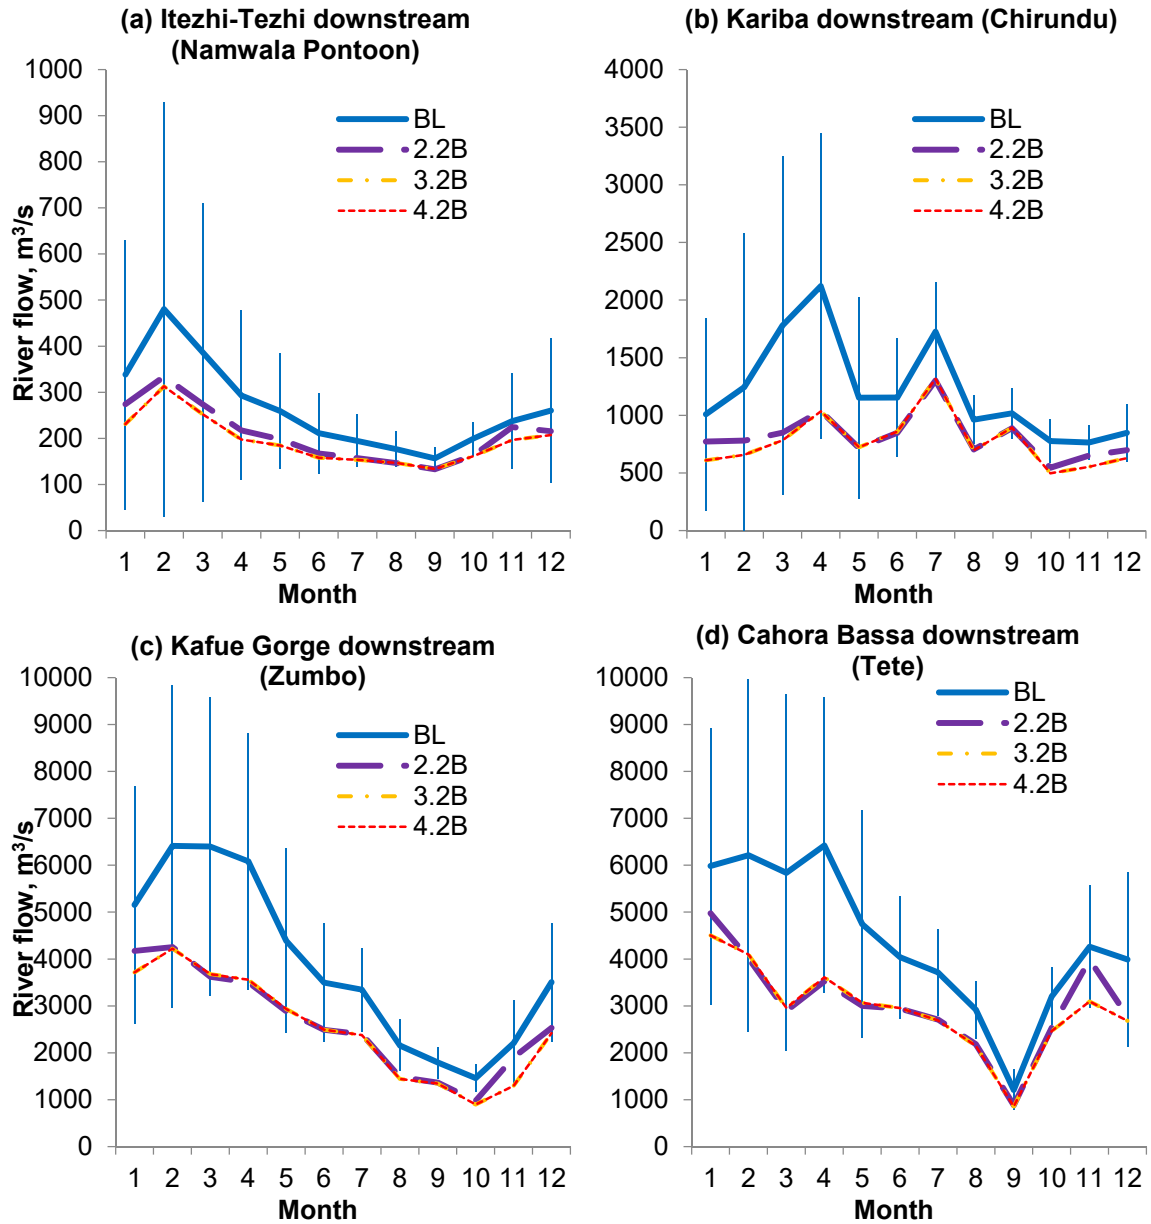 (a) Itezhi-Tezhi downstream
(Namwala Pontoon)
River flow, m³/s
1000
900
800
700
600
500
400
300
200
100
0
BL
2.2B
3.2B
4.2B
1 2 3 4 5 6 7 8 9 10 11 12
Month
(b) Kariba downstream (Chirundu)
4000
3500
3000
2500
2000
1500
1000
500
0
BL
2.2B
3.2B
4.2B
1 2 3 4 5 6 7 8 9 10 11 12
Month
(c) Kafue Gorge downstream
(Zumbo)
River flow, m³/s
10000
9000
8000
7000
6000
5000
4000
3000
2000
1000
0
BL
2.2B
3.2B
4.2B
1 2 3 4 5 6 7 8 9 10 11 12
Month
(d) Cahora Bassa downstream
(Tete)
10000
9000
8000
7000
6000
5000
4000
3000
2000
1000
0
BL
2.2B
3.2B
4.2B
1 2 3 4 5 6 7 8 9 10 11 12
Month